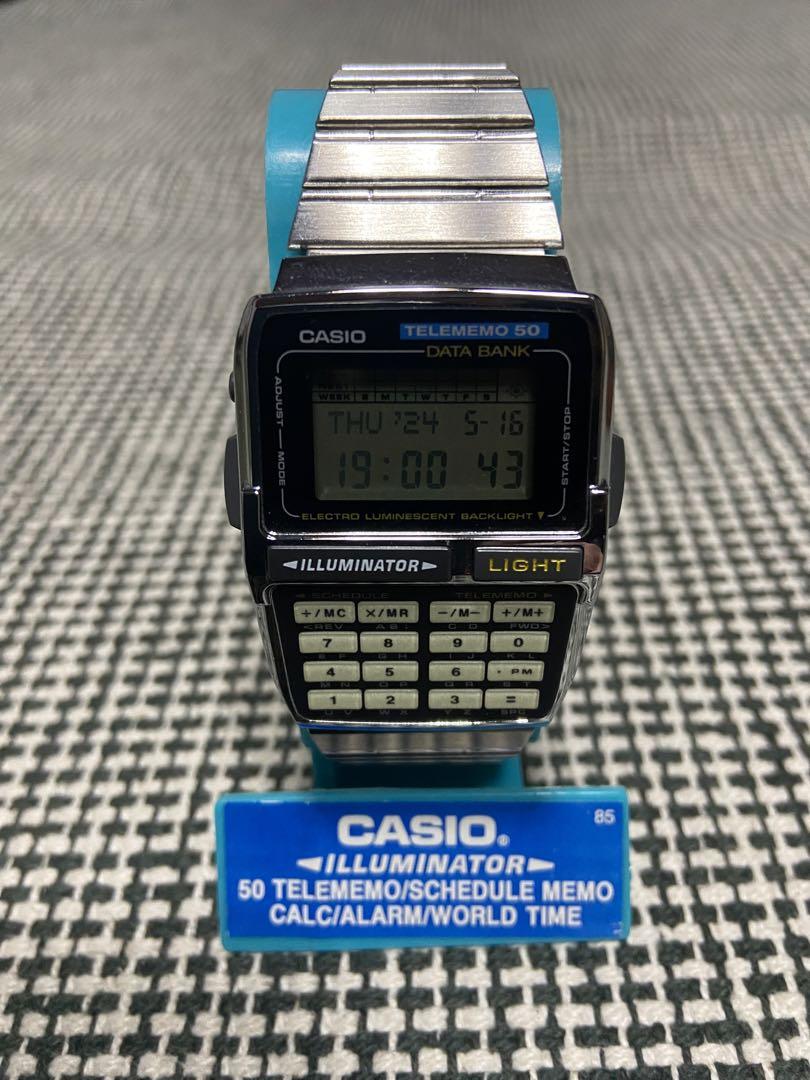 CASIO TELEMEMO 50
DATA BANK
ADJUST — MODE
START/STOP
WEEK S M T W T F S
THU '24 5-16
19:00 43
ELECTRO LUMINESCENT BACKLIGHT▼
◄ILLUMINATOR► LIGHT
◄ SCHEDULE TELEMEMO ►
÷/MC ×/MR −/M− +/M+
<REV A B C D FWD>
7 8 9 0
E F G H I J K L
4 5 6 · PM
M N O P Q R S T
1 2 3 =
U V W X Y Z SPC
85
CASIO®
◄ILLUMINATOR►
50 TELEMEMO/SCHEDULE MEMO
CALC/ALARM/WORLD TIME